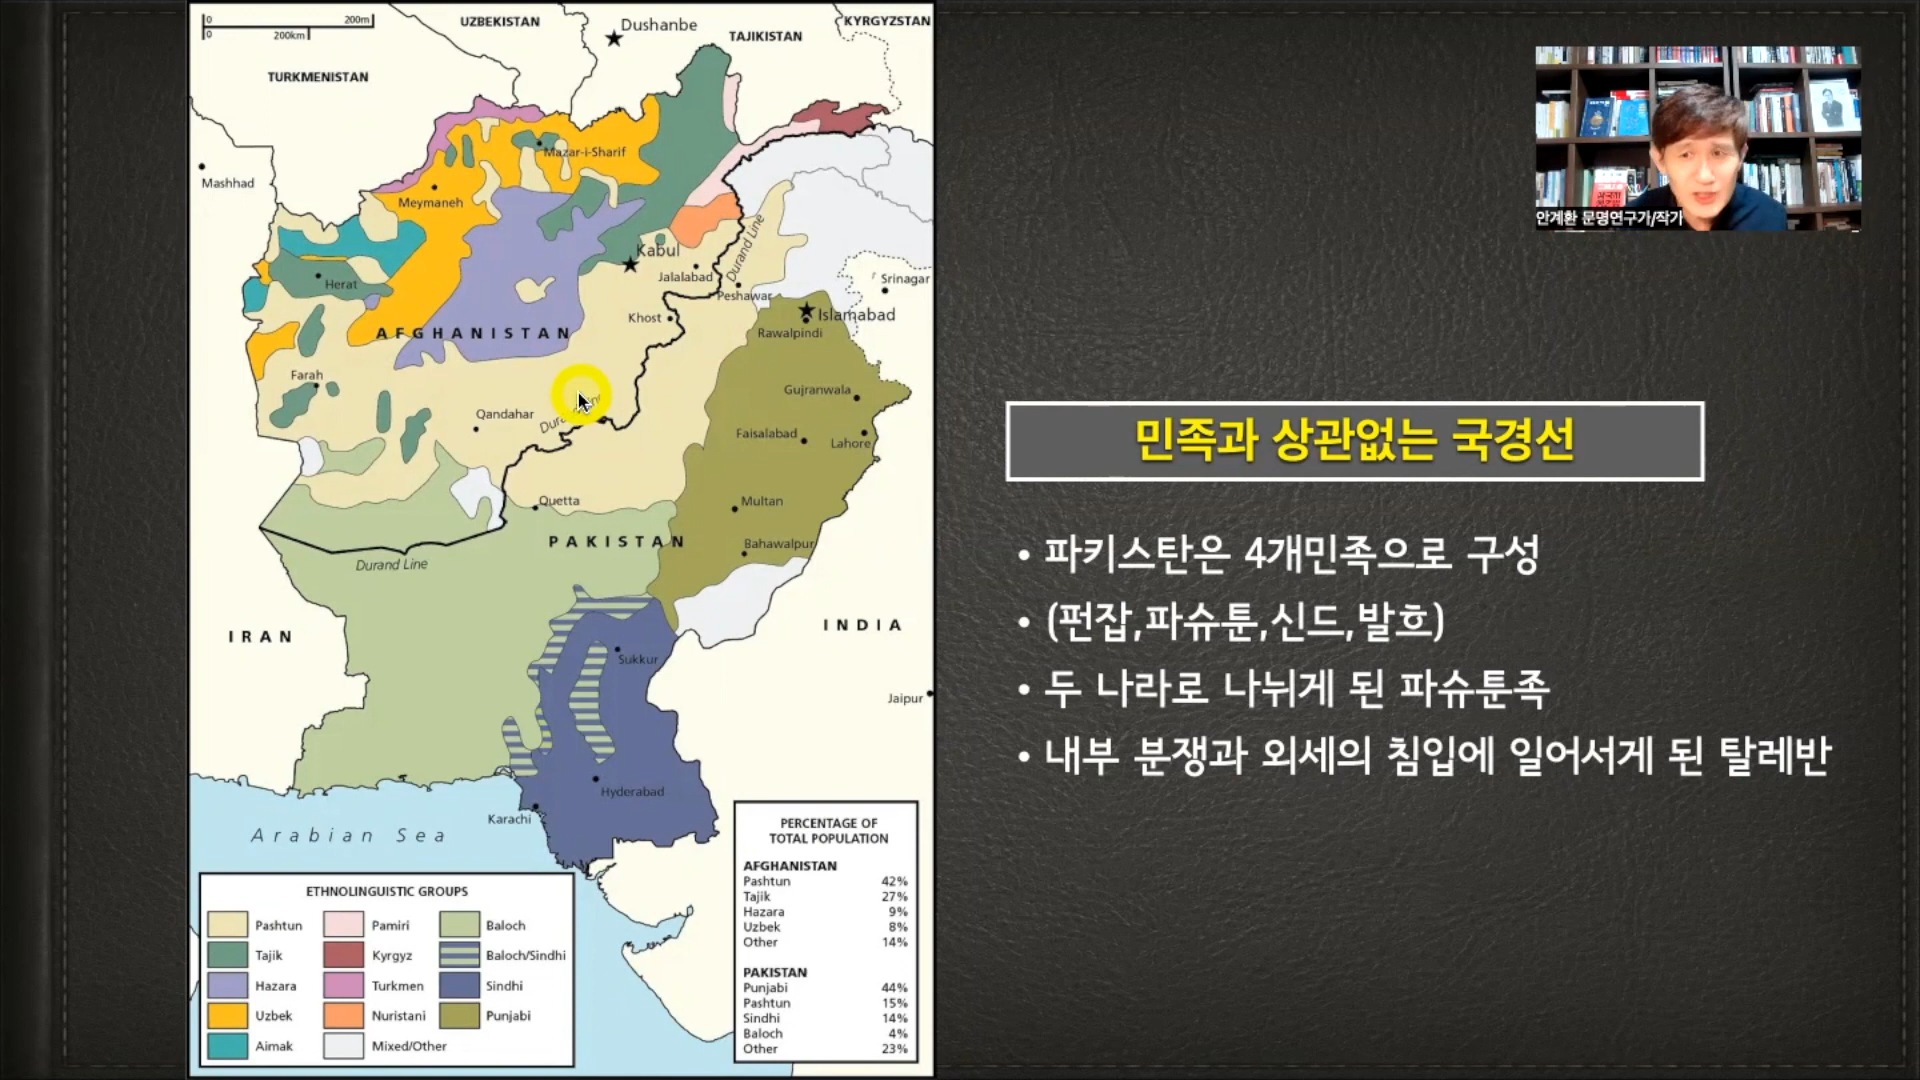 0 200m
0 200km
UZBEKISTAN
Dushanbe
KYRGYZSTAN
TAJIKISTAN
TURKMENISTAN
Mashhad
Mazar-i-Sharif
Meymaneh
Kabul
Jalalabad
Durand Line
Peshawar
Srinagar
Herat
Khost
Islamabad
Rawalpindi
AFGHANISTAN
Farah
Gujranwala
Qandahar
Faisalabad
Lahore
Quetta
Multan
PAKISTAN
Bahawalpur
Durand Line
IRAN
INDIA
Sukkur
Jaipur
Hyderabad
Karachi
Arabian Sea
ETHNOLINGUISTIC GROUPS
Pashtun
Tajik
Hazara
Uzbek
Aimak
Pamiri
Kyrgyz
Turkmen
Nuristani
Mixed/Other
Baloch
Baloch/Sindhi
Sindhi
Punjabi
PERCENTAGE OF
TOTAL POPULATION
AFGHANISTAN
Pashtun 42%
Tajik 27%
Hazara 9%
Uzbek 8%
Other 14%
PAKISTAN
Punjabi 44%
Pashtun 15%
Sindhi 14%
Baloch 4%
Other 23%
安계환 문명연구가/작가
민족과 상관없는 국경선
• 파키스탄은 4개민족으로 구성
• (펀잡,파슈툰,신드,발흐)
• 두 나라로 나뉘게 된 파슈툰족
• 내부 분쟁과 외세의 침입에 일어서게 된 탈레반